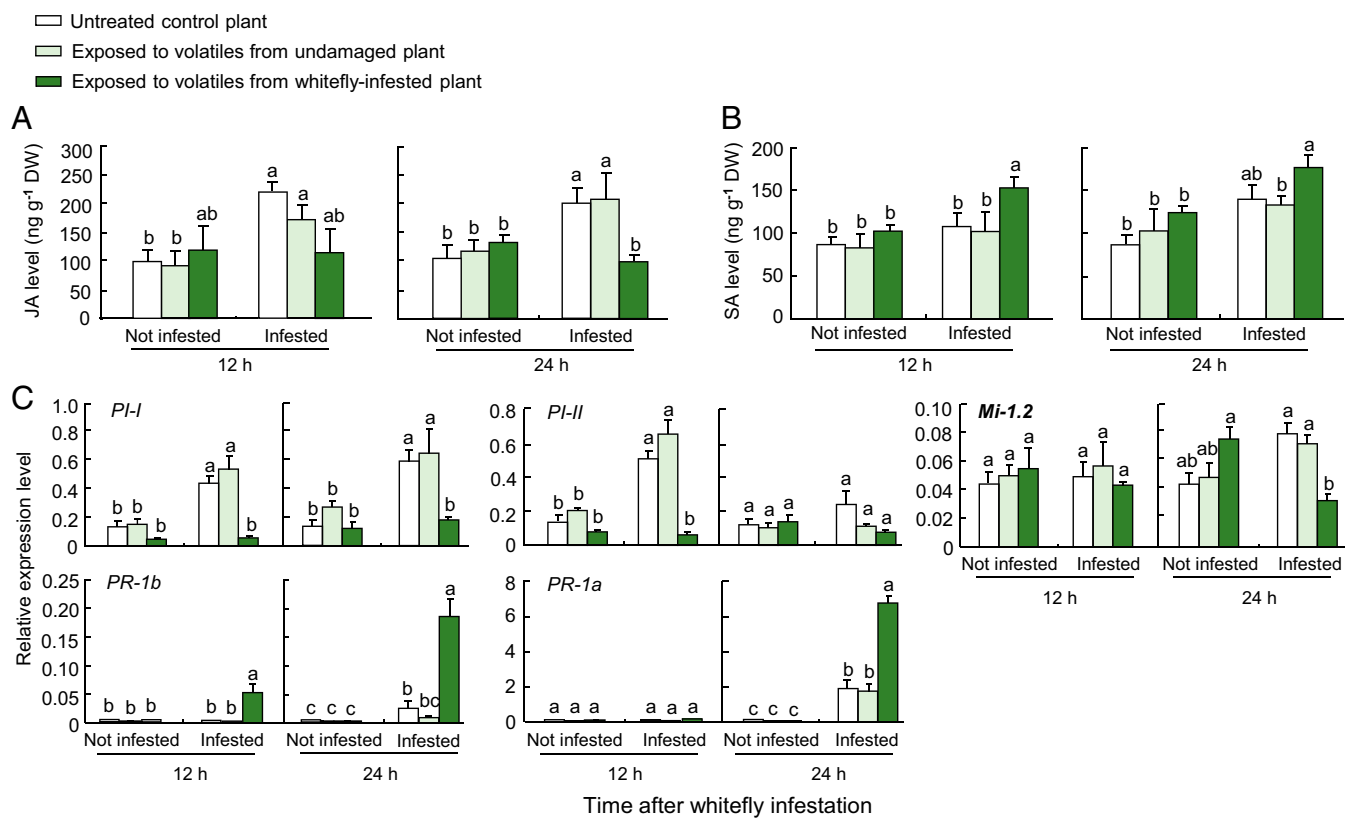 Untreated control plant
Exposed to volatiles from undamaged plant
Exposed to volatiles from whitefly-infested plant
A
JA level (ng g⁻¹ DW)
300
250
200
150
100
50
0
b b ab a a ab
b b b a a b
Not infested Infested Not infested Infested
12 h 24 h
B
SA level (ng g⁻¹ DW)
200
150
100
50
0
b b b b b a
b b b ab b a
Not infested Infested Not infested Infested
12 h 24 h
C
Relative expression level
PI-I
1.0
0.8
0.6
0.4
0.2
0
b b b a a b
b b b a a b
PI-II
0.8
0.6
0.4
0.2
0
b b b a a b
a a a a a a
Mi-1.2
0.10
0.08
0.06
0.04
0.02
0
a a a a a a
ab ab a a a b
Not infested Infested Not infested Infested
12 h 24 h
PR-1b
0.25
0.20
0.15
0.10
0.05
0
b b b b b a
c c c b bc a
Not infested Infested Not infested Infested
12 h 24 h
PR-1a
8
6
4
2
0
a a a a a a
c c c b b a
Not infested Infested Not infested Infested
12 h 24 h
Time after whitefly infestation